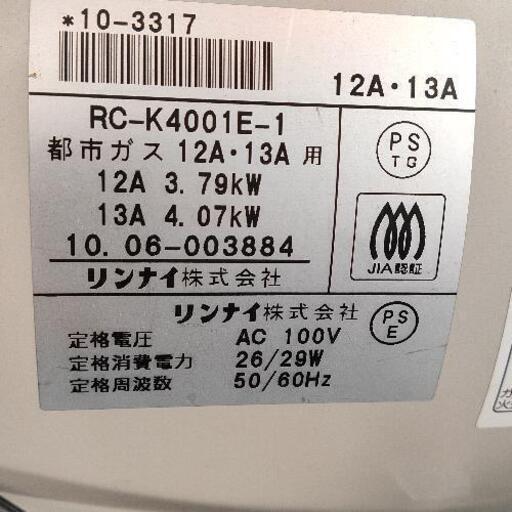 *10-3317
12A・13A
RC-K4001E-1
都市ガス 12A・13A 用
12A 3.79kW
13A 4.07kW
10. 06-003884
リンナイ株式会社
PS
TG
JIA認証
リンナイ株式会社
PS
E
定格電圧 AC 100V
定格消費電力 26/29W
定格周波数 50/60Hz